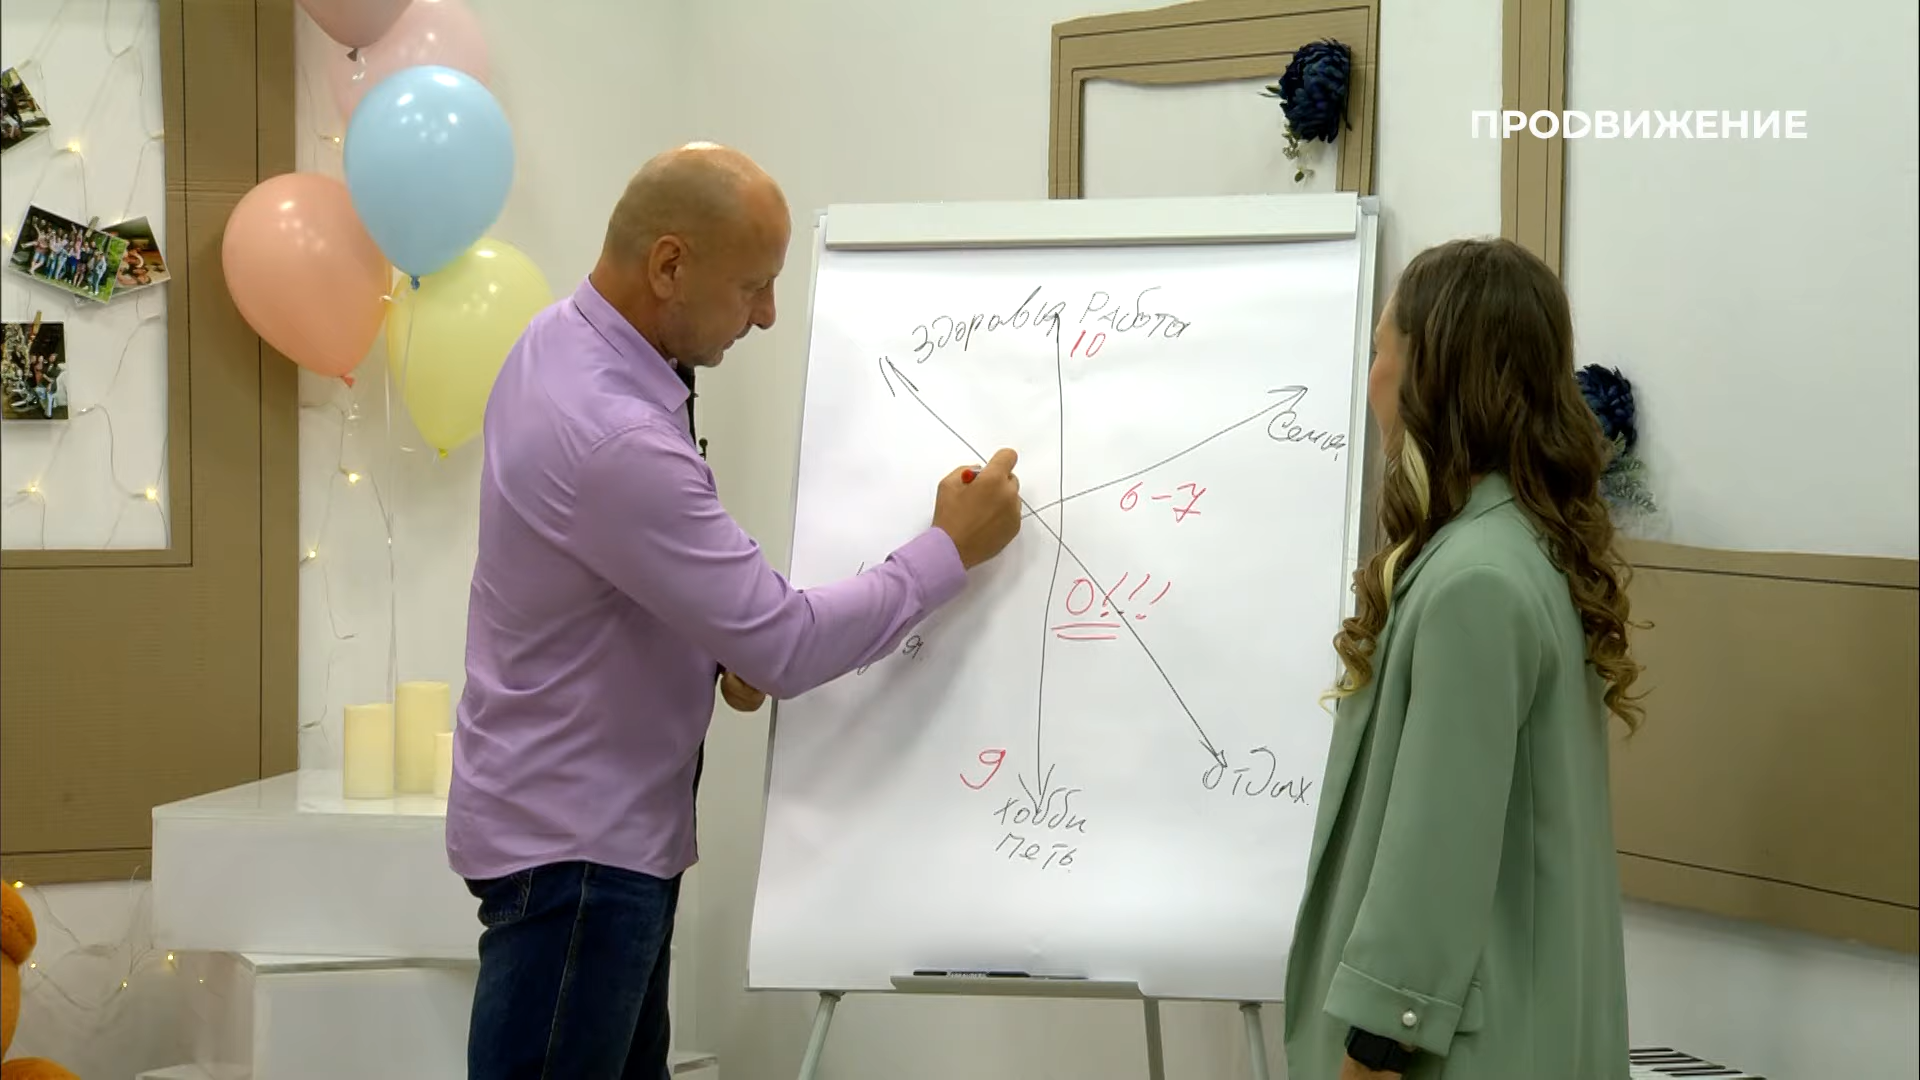 ПРОДВИЖЕНИЕ
Здоровья
Работа
10
Семья
6-7
0!!!
9
хобби
петь
отдых